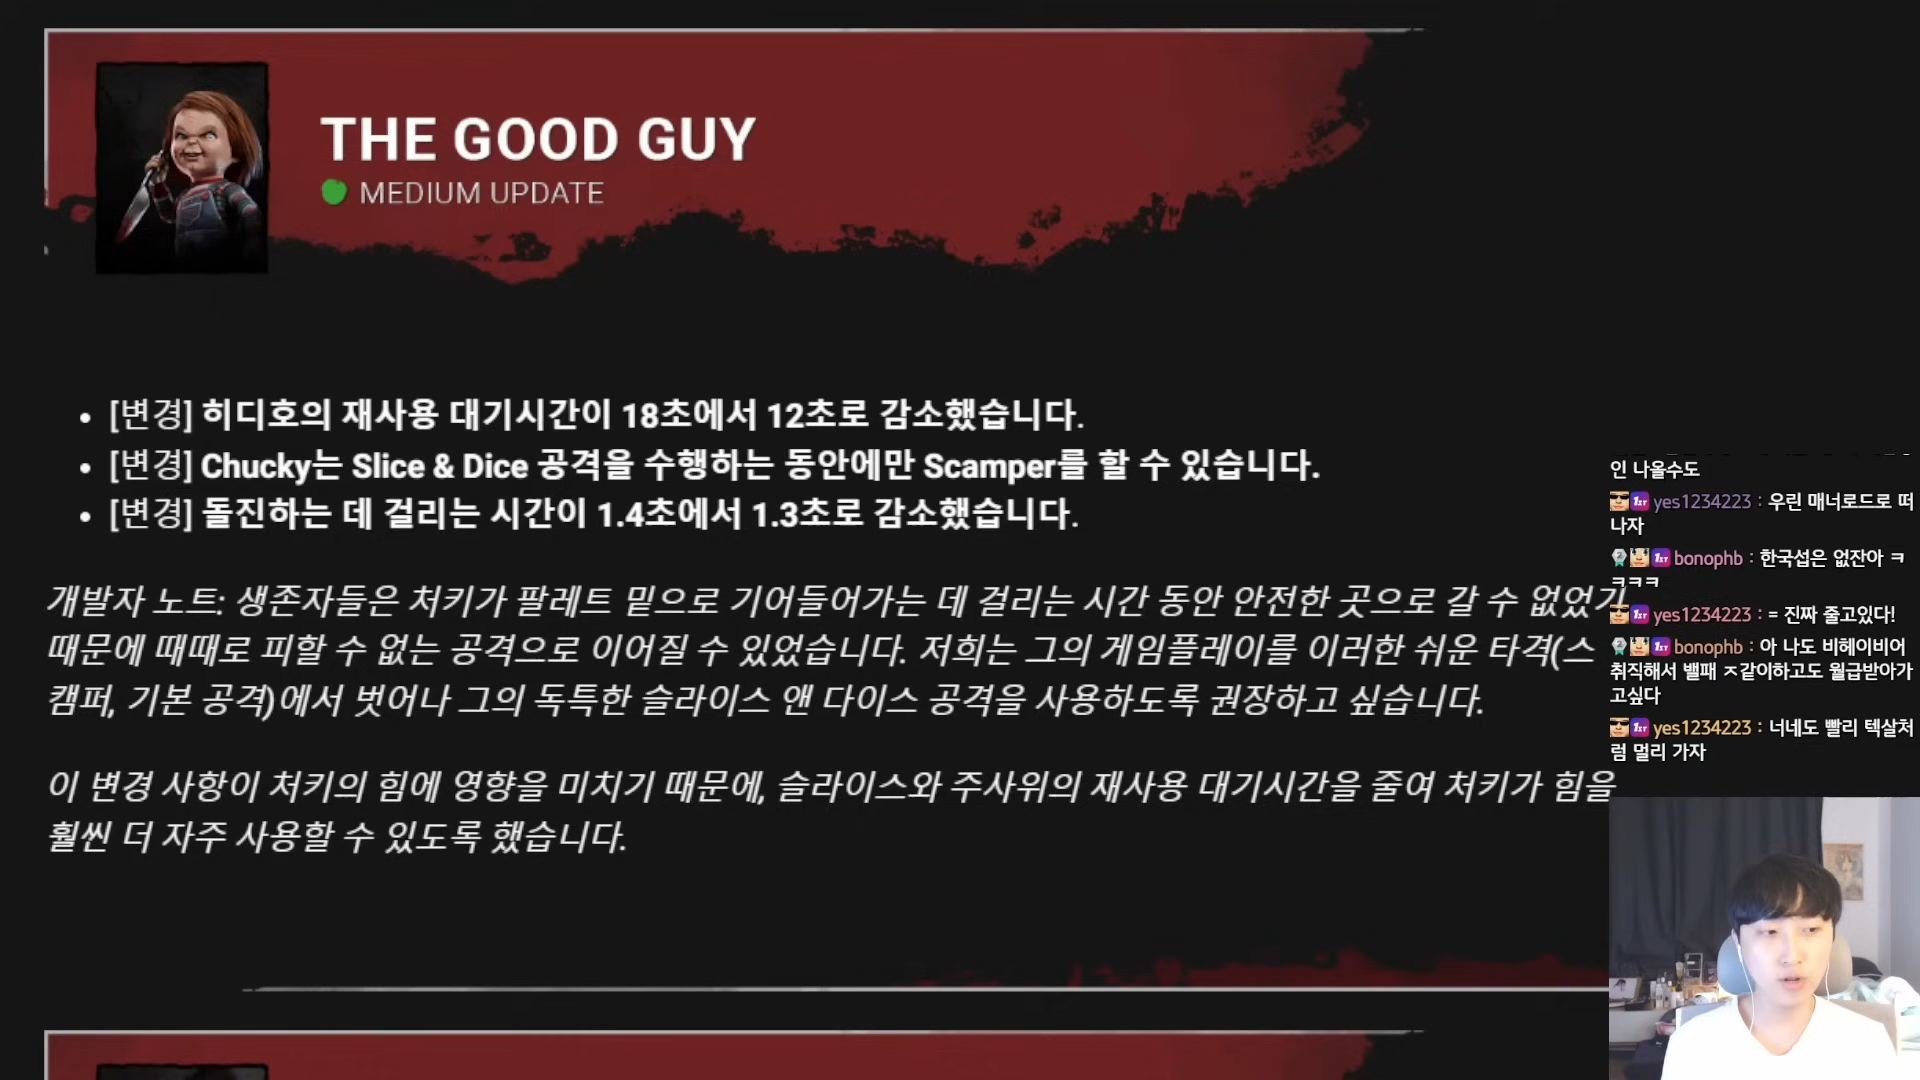 THE GOOD GUY
MEDIUM UPDATE
• [변경] 히디호의 재사용 대기시간이 18초에서 12초로 감소했습니다.
• [변경] Chucky는 Slice & Dice 공격을 수행하는 동안에만 Scamper를 할 수 있습니다.
• [변경] 돌진하는 데 걸리는 시간이 1.4초에서 1.3초로 감소했습니다.
개발자 노트: 생존자들은 처키가 팔레트 밑으로 기어들어가는 데 걸리는 시간 동안 안전한 곳으로 갈 수 없었기
때문에 때때로 피할 수 없는 공격으로 이어질 수 있었습니다. 저희는 그의 게임플레이를 이러한 쉬운 타격(스
캠퍼, 기본 공격)에서 벗어나 그의 독특한 슬라이스 앤 다이스 공격을 사용하도록 권장하고 싶습니다.
이 변경 사항이 처키의 힘에 영향을 미치기 때문에, 슬라이스와 주사위의 재사용 대기시간을 줄여 처키가 힘을
훨씬 더 자주 사용할 수 있도록 했습니다.
인 나올수도
yes1234223 : 우린 매너로드로 떠
나자
bonophb : 한국섭은 없잔아 ㅋ
ㅋㅋㅋ
yes1234223 : = 진짜 줄고있다!
bonophb : 아 나도 비헤이비어
취직해서 밸패 ㅈ같이하고도 월급받아가
고싶다
yes1234223 : 너네도 빨리 텍살처
럼 멀리 가자